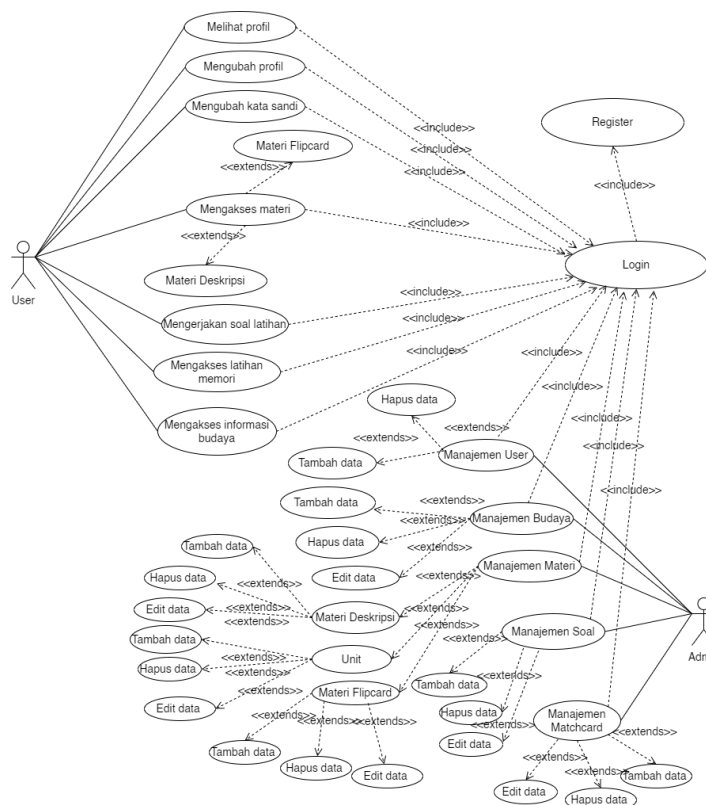 Melihat profil
Mengubah profil
Mengubah kata sandi
<<include>>
<<include>>
<<include>>
Register
Materi Flipcard
<<extends>>
<<include>>
Mengakses materi
<<include>>
<<extends>>
User
Materi Deskripsi
Login
Mengerjakan soal latihan
<<include>>
<<include>>
Mengakses latihan
memori
<<include>>
<<include>>
Mengakses informasi
budaya
Hapus data
<<include>>
<<extends>>
Manajemen User
Tambah data
<<include>>
<<include>>
<<include>>
Tambah data
<<extends>>
Manajemen Budaya
<<extends>>
Hapus data
Tambah data
<<extends>>
Manajemen Materi
Hapus data
Edit data
<<extends>>
<<extends>>
Edit data
<<extends>>
<<extends>>
Materi Deskripsi
Manajemen Soal
Tambah data
<<extends>>
<<extends>>
Unit
<<extends>>
Hapus data
<<extends>>
Tambah data
Materi Flipcard
<<extends>>
Edit data
<<extends>>
<<extends>>
<<extends>>
Hapus data
<<extends>>
Edit data
Manajemen
Matchcard
<<extends>>
Tambah data
Hapus data
Edit data
<<extends>>
<<extends>>
Tambah data
Edit data
Hapus data
Adm